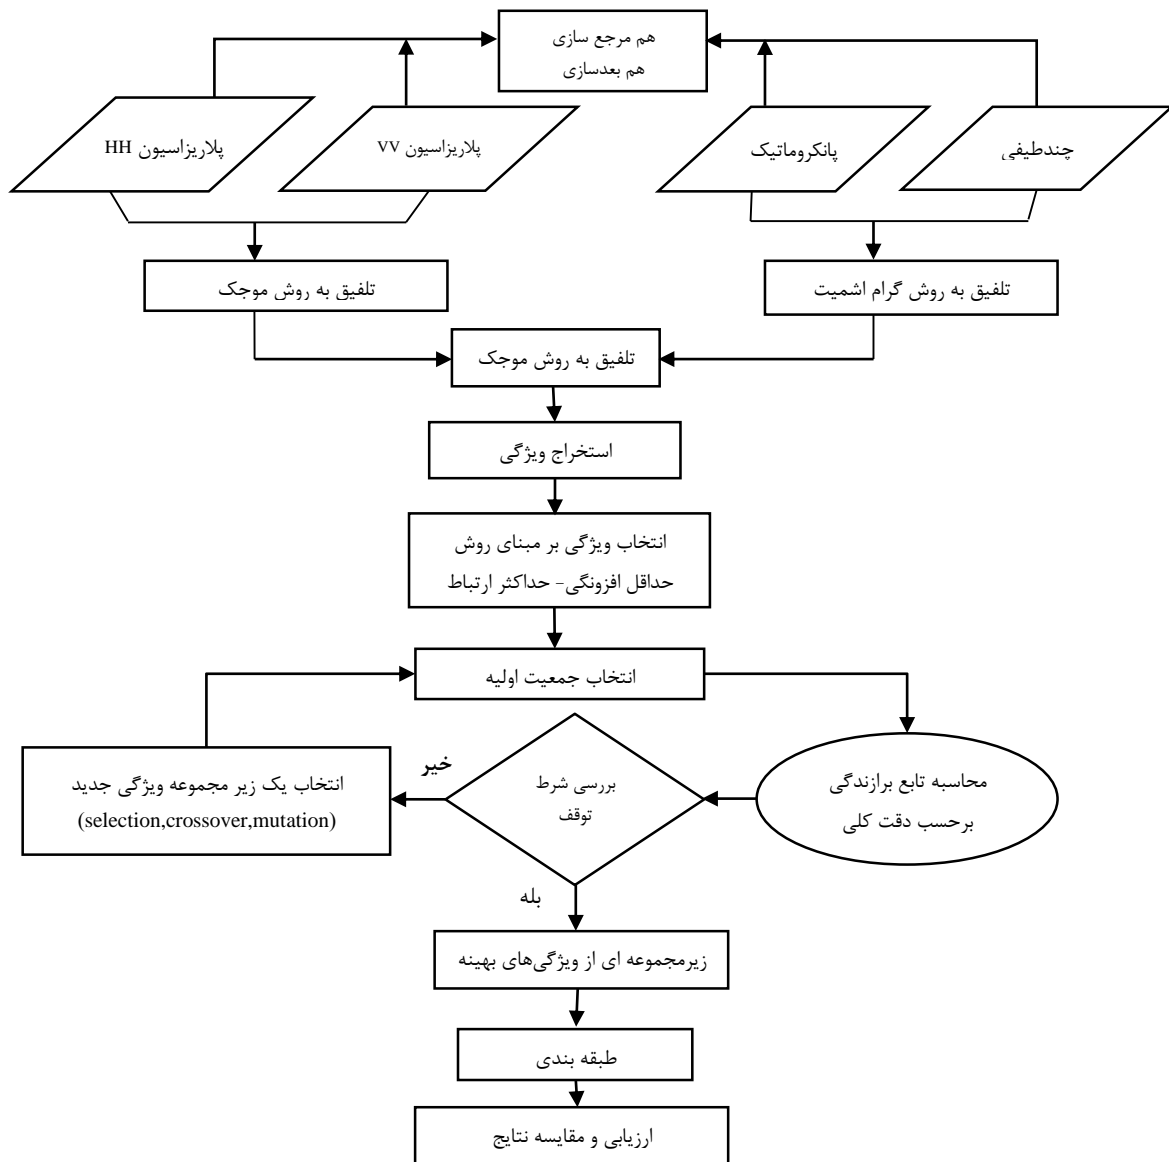 هم مرجع سازی
هم بعدسازی
پلاریزاسیون HH
پلاریزاسیون VV
پانکروماتیک
چندطیفی
تلفیق به روش موجک
تلفیق به روش گرام اشمیت
تلفیق به روش موجک
استخراج ویژگی
انتخاب ویژگی بر مبنای روش
حداقل افزونگی- حداکثر ارتباط
انتخاب جمعیت اولیه
محاسبه تابع برازندگی
برحسب دقت کلی
بررسی شرط
توقف
خیر
انتخاب یک زیر مجموعه ویژگی جدید
(selection,crossover,mutation)
بله
زیرمجموعه ای از ویژگی‌های بهینه
طبقه بندی
ارزیابی و مقایسه نتایج